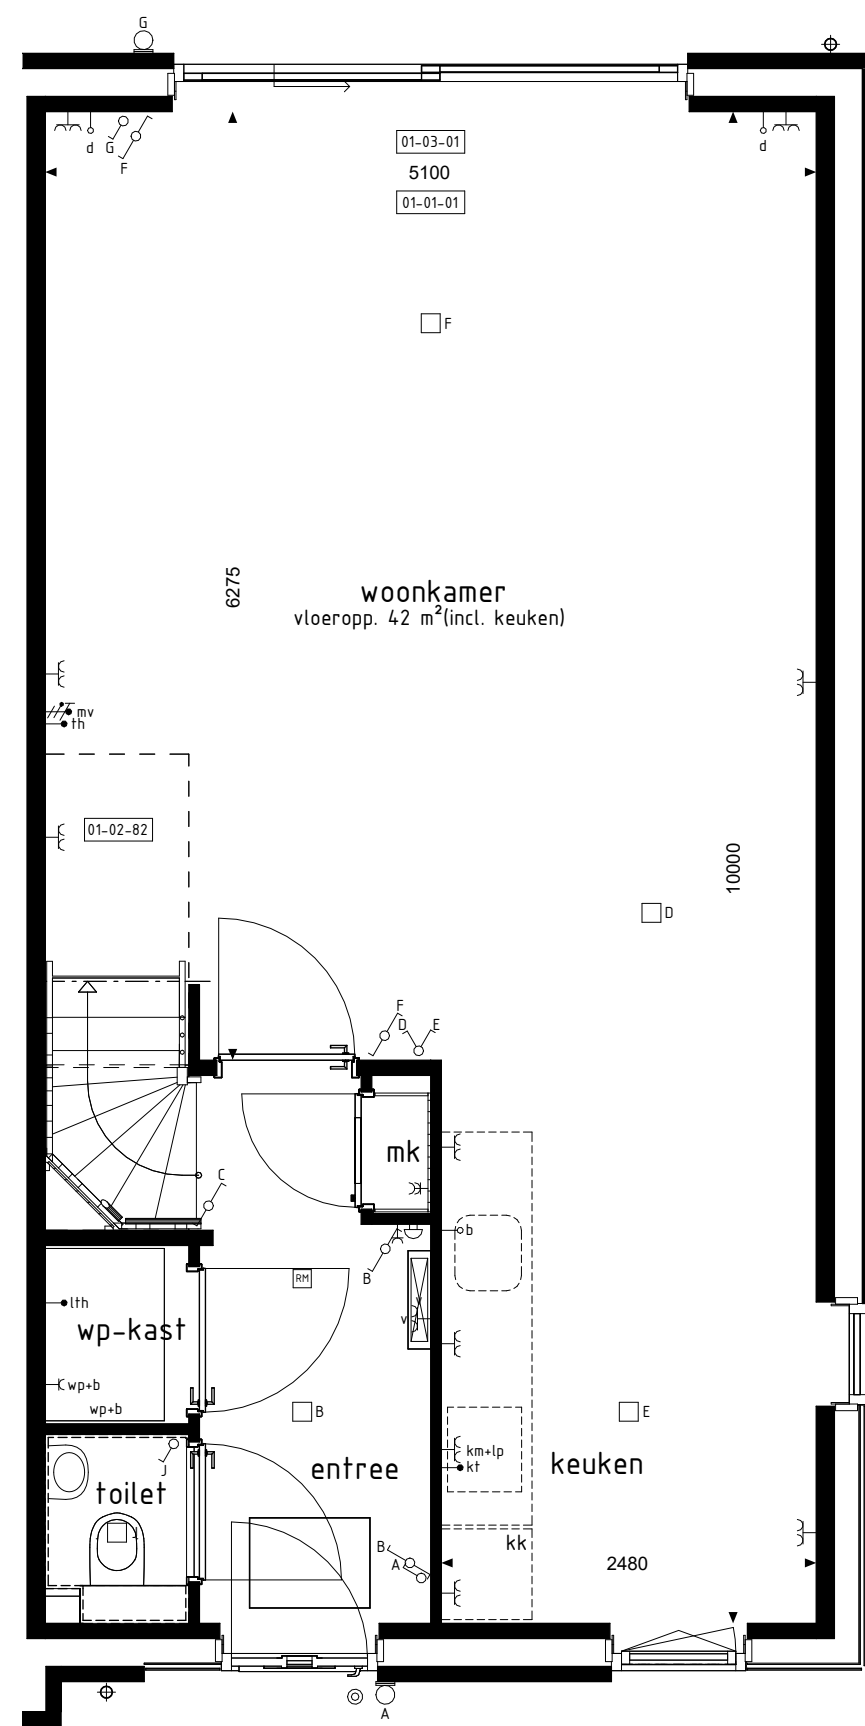 G
d
G
F
01-03-01
5100
01-01-01
d
F
6275
woonkamer
vloeropp. 42 m²(incl. keuken)
mv
th
01-02-82
10000
D
F
D E
mk
C
b
B
RM
lth
v
wp-kast
wp+b
wp+b
B
E
J
km+lp
kt
entree
keuken
toilet
J
kk
B
A
2480
A